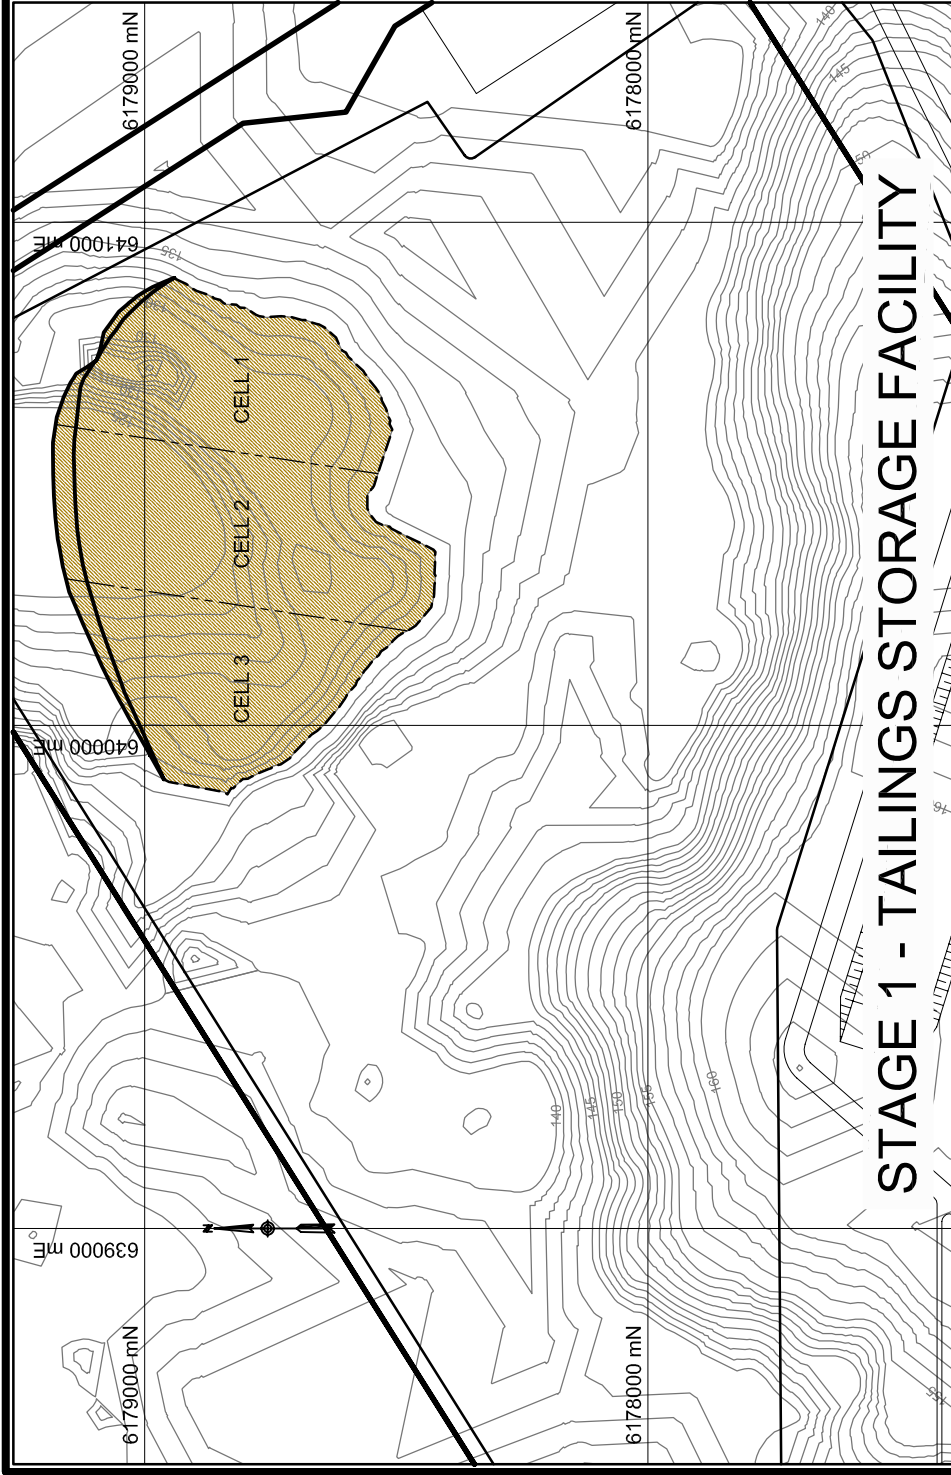 639000 mE
640000 mE
641000 mE
6179000 mN
6179000 mN
135
N
CELL 3
CELL 2
CELL 1
140
145
150
155
160
6178000 mN
6178000 mN
140
145
STAGE 1 - TAILINGS STORAGE FACILITY
155